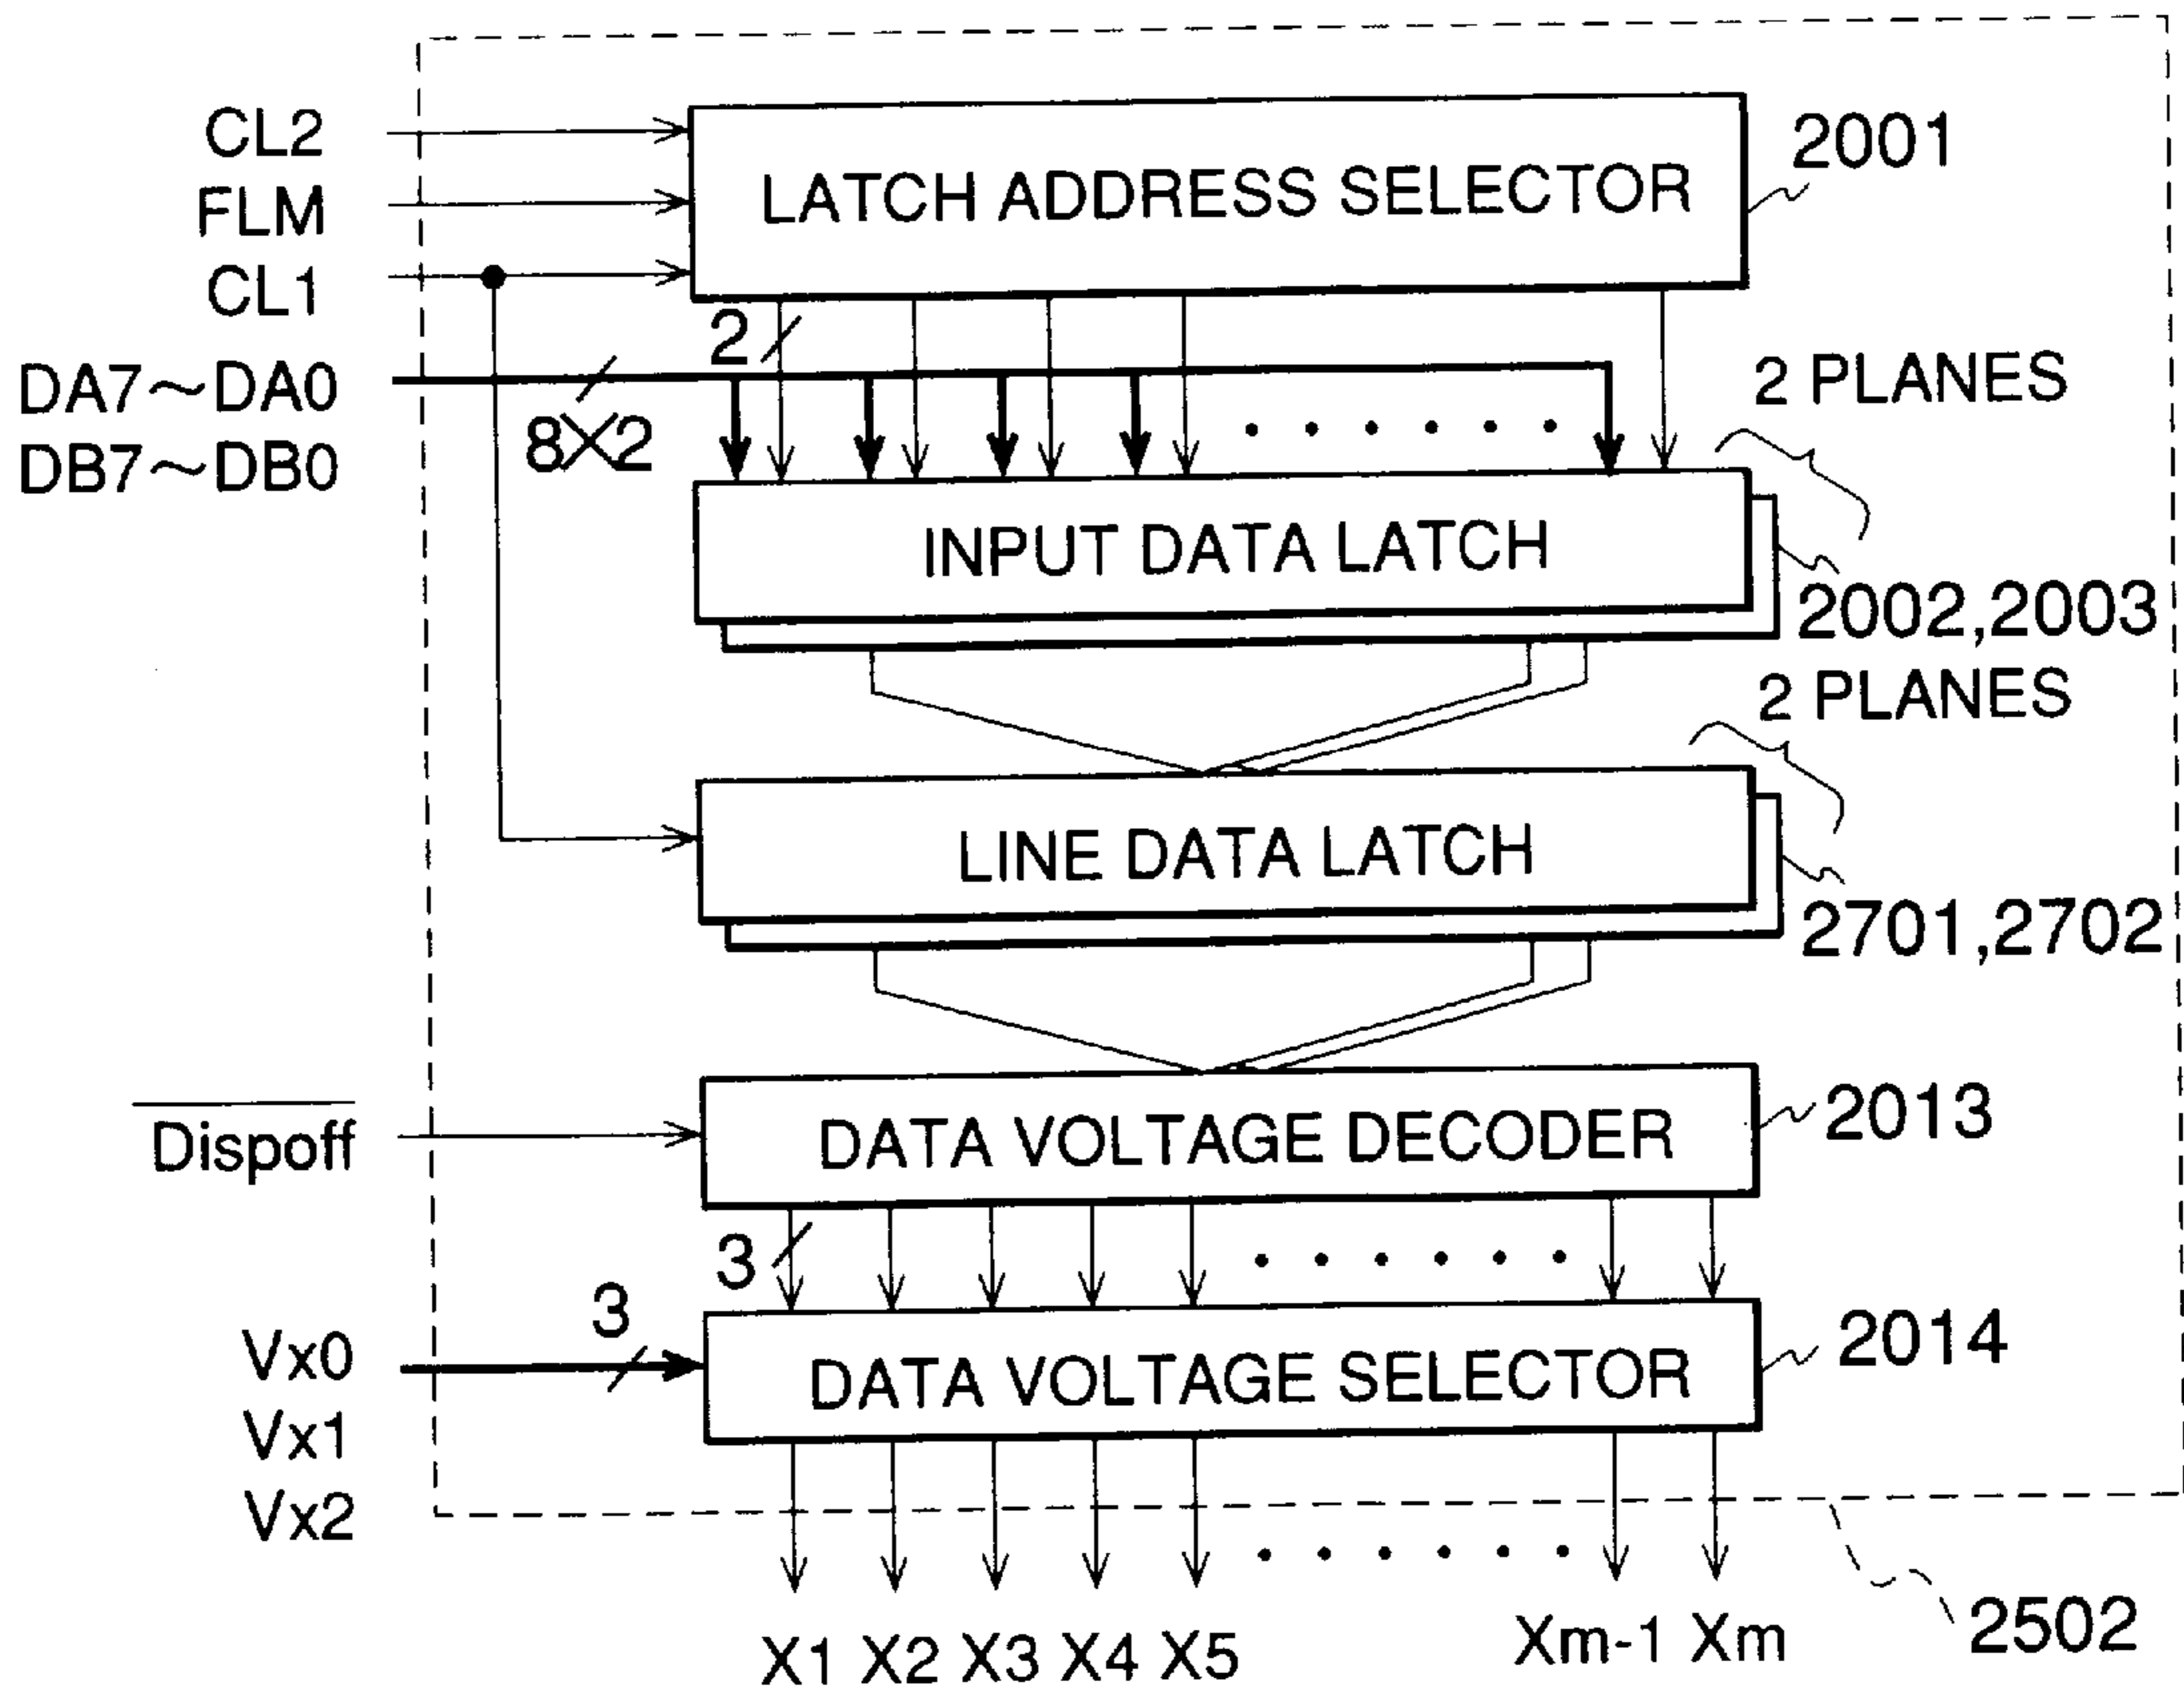 CL2
2001
LATCH ADDRESS SELECTOR
FLM
CL1
2
2 PLANES
DA7~DA0
8X2
DB7~DB0
INPUT DATA LATCH
2002,2003
2 PLANES
LINE DATA LATCH
2701,2702
2013
Dispoff
DATA VOLTAGE DECODER
3
3
2014
Vx0
DATA VOLTAGE SELECTOR
Vx1
Vx2
2502
X1 X2 X3 X4 X5 Xm-1 Xm